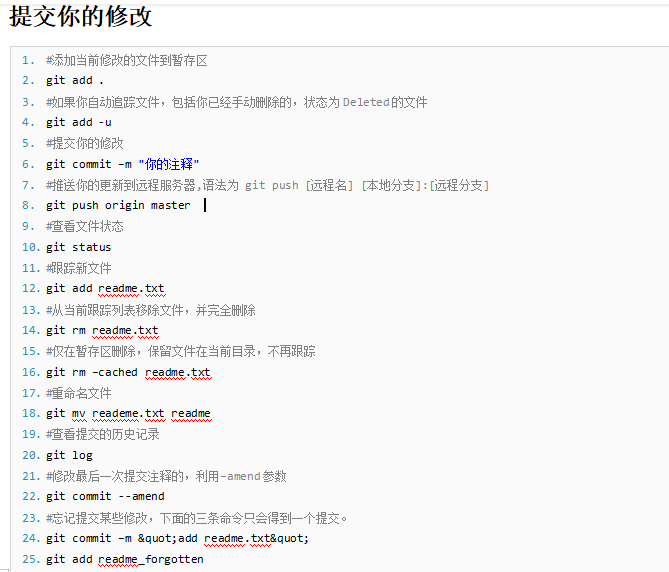 提交你的修改
1. #添加当前修改的文件到暂存区
2. git add .
3. #如果你自动追踪文件，包括你已经手动删除的，状态为Deleted的文件
4. git add -u
5. #提交你的修改
6. git commit –m "你的注释"
7. #推送你的更新到远程服务器,语法为 git push [远程名] [本地分支]:[远程分支]
8. git push origin master
9. #查看文件状态
10. git status
11. #跟踪新文件
12. git add readme.txt
13. #从当前跟踪列表移除文件，并完全删除
14. git rm readme.txt
15. #仅在暂存区删除，保留文件在当前目录，不再跟踪
16. git rm –cached readme.txt
17. #重命名文件
18. git mv reademe.txt readme
19. #查看提交的历史记录
20. git log
21. #修改最后一次提交注释的，利用–amend参数
22. git commit --amend
23. #忘记提交某些修改，下面的三条命令只会得到一个提交。
24. git commit –m &quot;add readme.txt&quot;
25. git add readme_forgotten